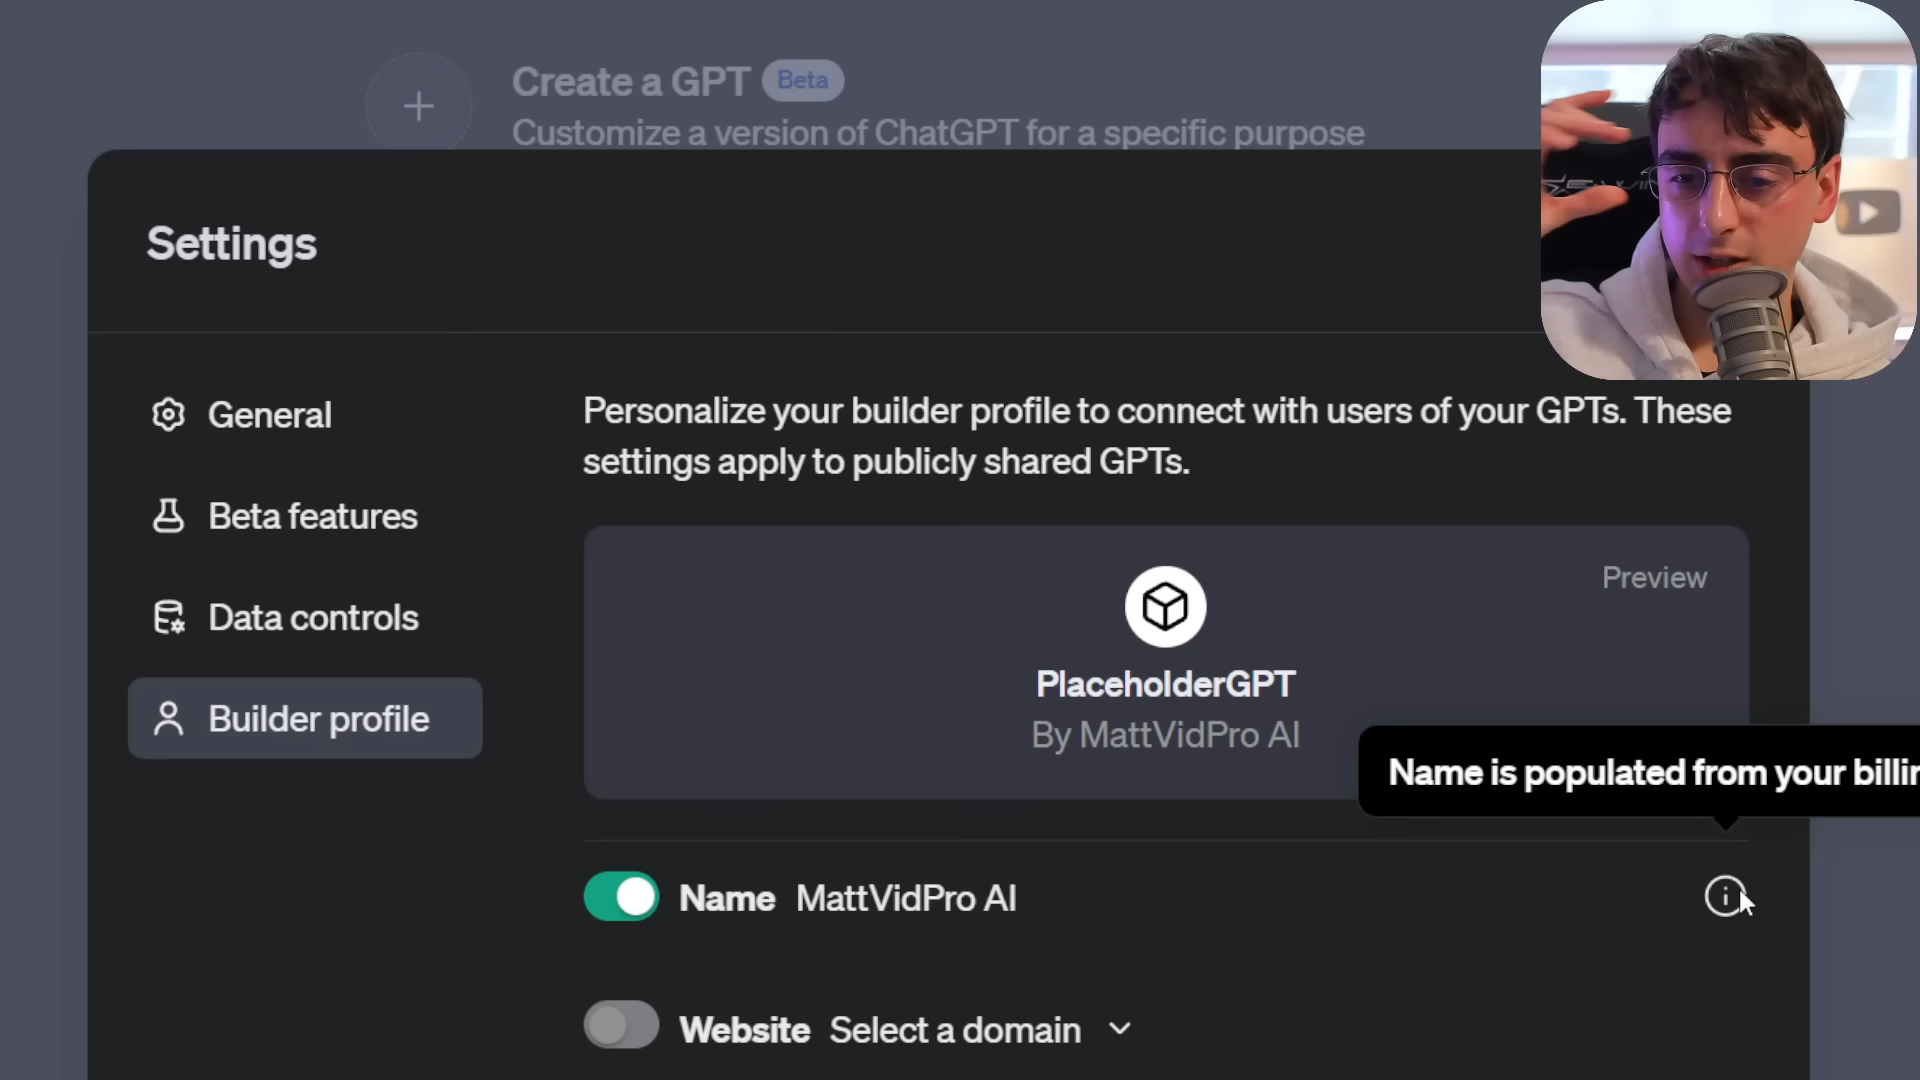 Create a GPT Beta
Customize a version of ChatGPT for a specific purpose
Settings
General
Beta features
Data controls
Builder profile
Personalize your builder profile to connect with users of your GPTs. These
settings apply to publicly shared GPTs.
Preview
PlaceholderGPT
By MattVidPro AI
Name is populated from your
Name MattVidPro AI
Website Select a domain